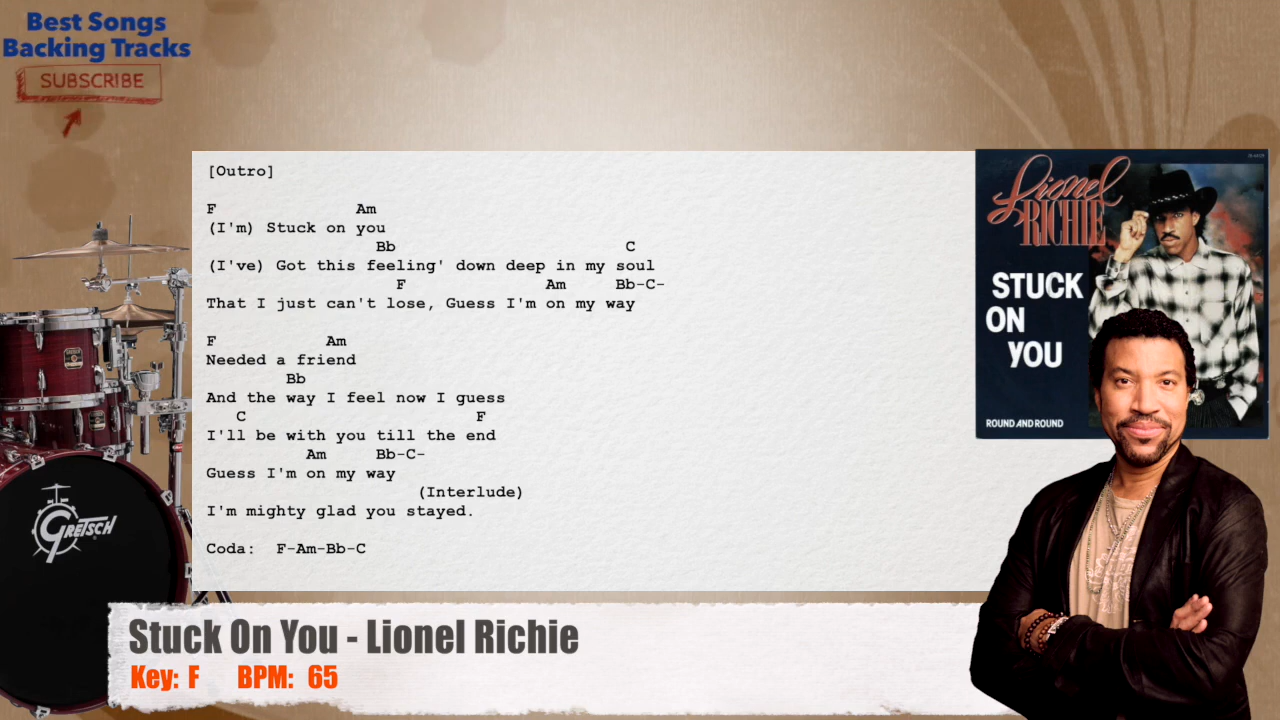 Best Songs
Backing Tracks
SUBSCRIBE
[Outro]
F              Am
(I'm) Stuck on you
                 Bb                       C
(I've) Got this feeling' down deep in my soul
                   F              Am     Bb-C-
That I just can't lose, Guess I'm on my way
F           Am
Needed a friend
        Bb
And the way I feel now I guess
   C                       F
I'll be with you till the end
          Am     Bb-C-
Guess I'm on my way
                     (Interlude)
I'm mighty glad you stayed.
Coda:  F-Am-Bb-C
Lionel
RICHIE
STUCK
ON
YOU
ROUND AND ROUND
GRETSCH
Stuck On You - Lionel Richie
Key: F    BPM: 65